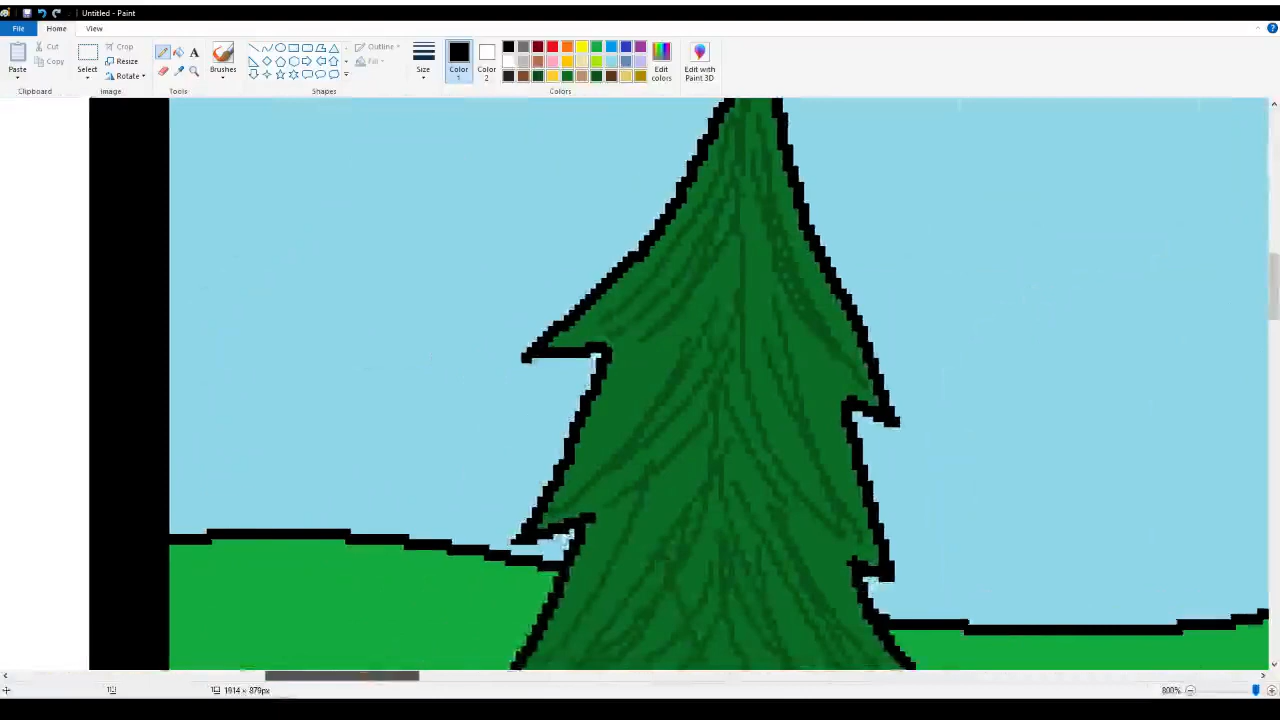 Untitled - Paint
File Home View
Paste
Cut
Copy
Clipboard
Select
Crop
Resize
Rotate
Image
A
Tools
Brushes
Outline
Fill
Shapes
Size
Color 1
Color 2
Edit colors
Colors
Edit with Paint 3D
1914 × 879px
800%